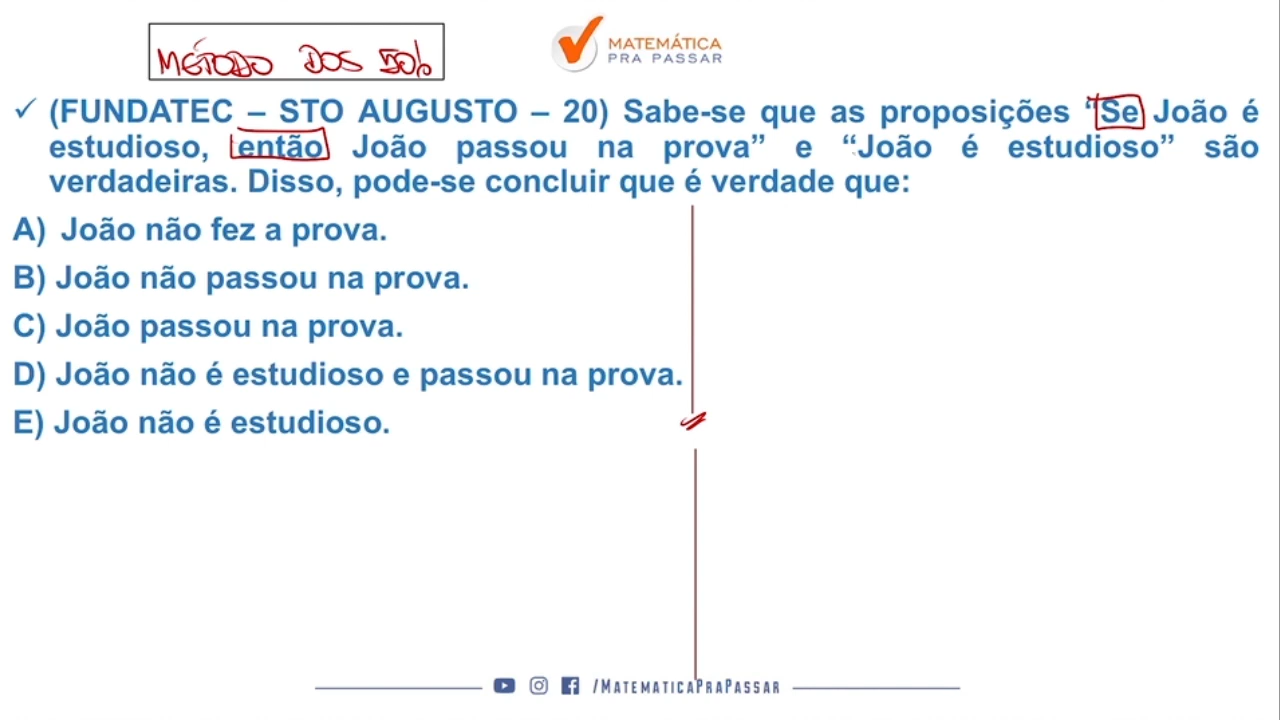 MÉTODO DOS 50%
MATEMÁTICA
PRA PASSAR
✓ (FUNDATEC – STO AUGUSTO – 20) Sabe-se que as proposições “Se João é
estudioso, então João passou na prova” e “João é estudioso” são
verdadeiras. Disso, pode-se concluir que é verdade que:
A) João não fez a prova.
B) João não passou na prova.
C) João passou na prova.
D) João não é estudioso e passou na prova.
E) João não é estudioso.
/MATEMATICAPRAPASSAR